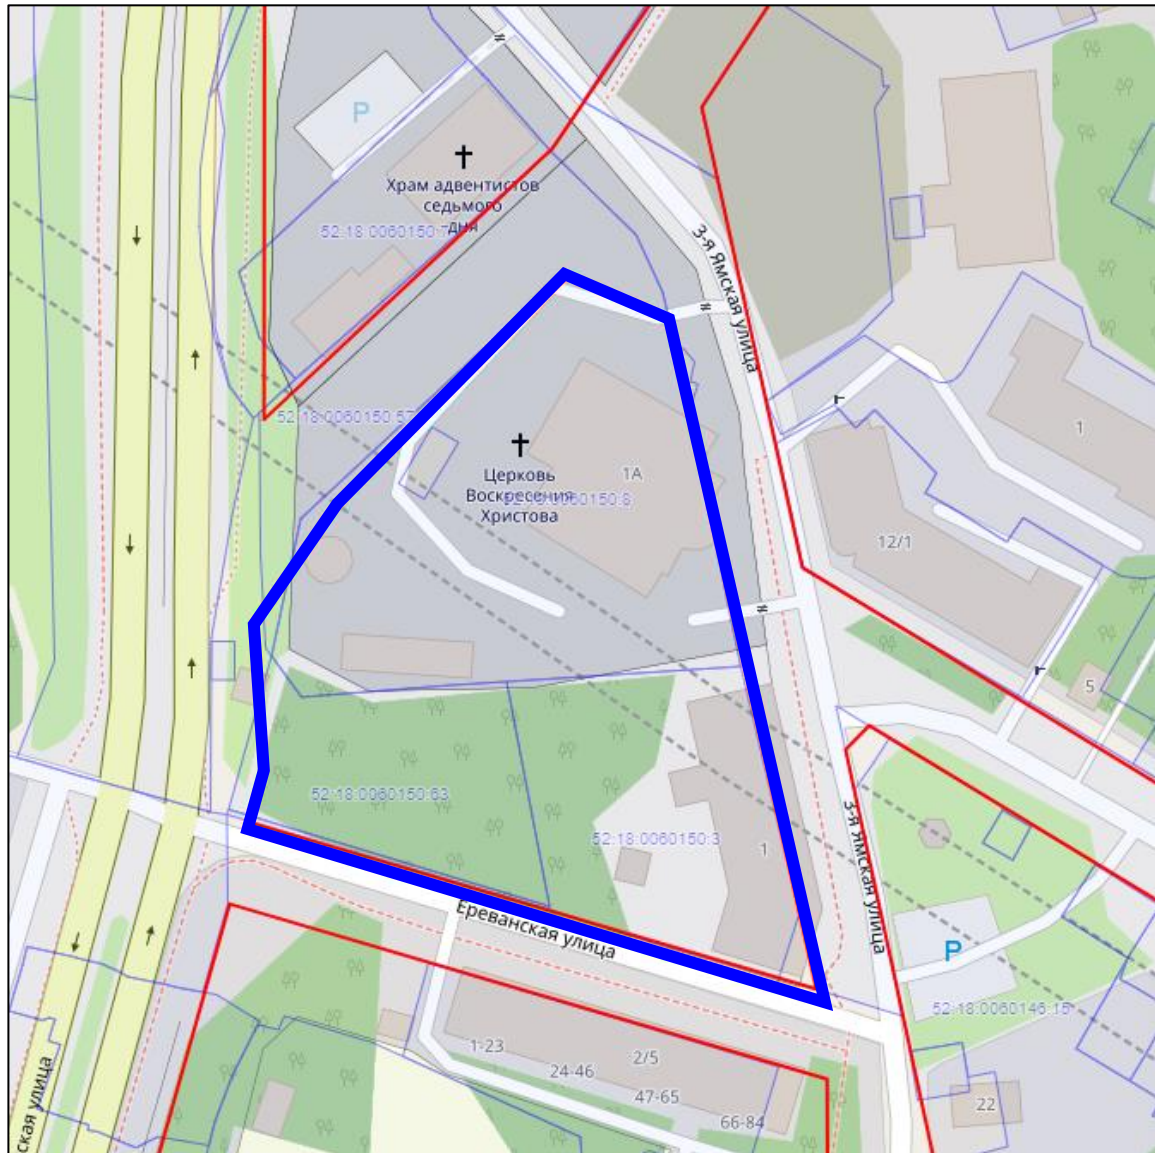 P
Храм адвентистов
седьмого
дня
52:18:0060150:7
3-я Ямская улица
52:18:0060150:57
1
1А
Церковь
Воскресения
Христова
52:18:0060150:8
12/1
5
52:18:0060150:63
52:18:0060150:3
1
3-я Ямская улица
Ереванская улица
P
52:18:0060146:15
1-23
2/5
24-46
47-65
66-84
22
ская улица